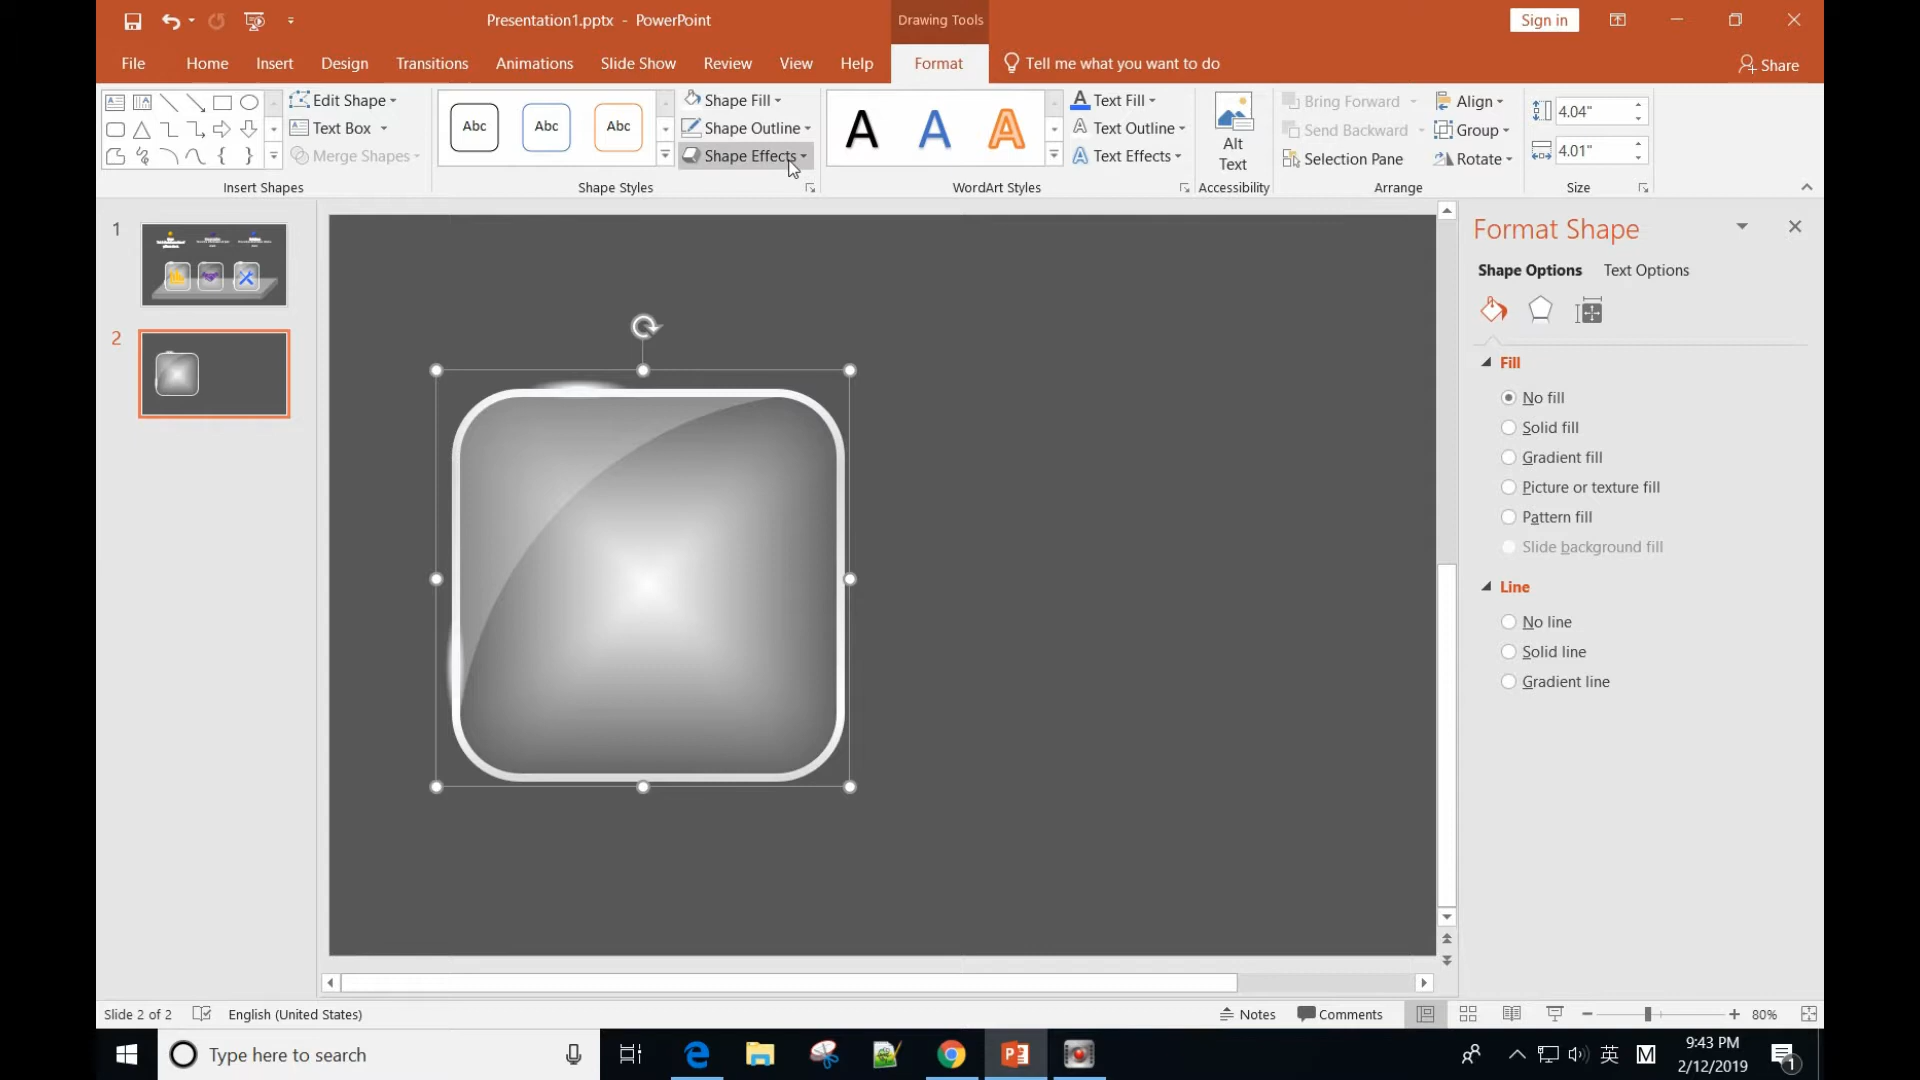 Presentation1.pptx - PowerPoint
Drawing Tools
Sign in
File Home Insert Design Transitions Animations Slide Show Review View Help Format Tell me what you want to do Share
Edit Shape
Text Box
Merge Shapes
Insert Shapes
Abc Abc Abc
Shape Fill
Shape Outline
Shape Effects
Shape Styles
A A A
Text Fill
Text Outline
Text Effects
WordArt Styles
Alt
Text
Accessibility
Bring Forward
Send Backward
Selection Pane
Align
Group
Rotate
Arrange
4.04"
4.01"
Size
1
2
Format Shape
Shape Options Text Options
Fill
No fill
Solid fill
Gradient fill
Picture or texture fill
Pattern fill
Slide background fill
Line
No line
Solid line
Gradient line
Slide 2 of 2 English (United States) Notes Comments 80%
Type here to search
英 M
9:43 PM
2/12/2019
1